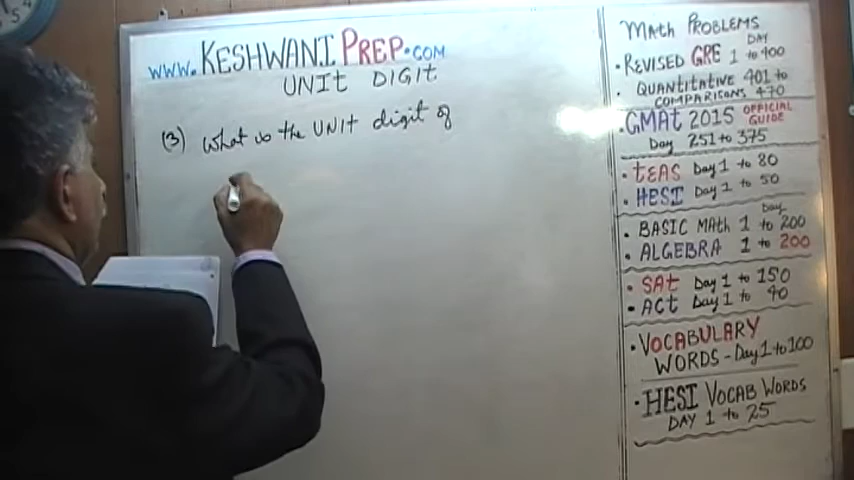 www.KESHWANIPREP.COM
UNIT DIGIT
(3) What is the UNIT digit of
Math PROBLEMS
• REVISED GRE DAY 1 to 400
• QUANTITATIVE 401 to
COMPARISONS 470
• GMAt 2015 OFFICIAL GUIDE
Day 251 to 375
• tEAS Day 1 to 80
• HESI Day 1 to 50
Day
• BASIC MAth 1 to 200
• ALGEBRA 1 to 200
• SAt Day 1 to 150
• ACt Day 1 to 40
• VOCABULARY
WORDS - Day 1 to 100
• HESI VOCAB WORDS
DAY 1 to 25